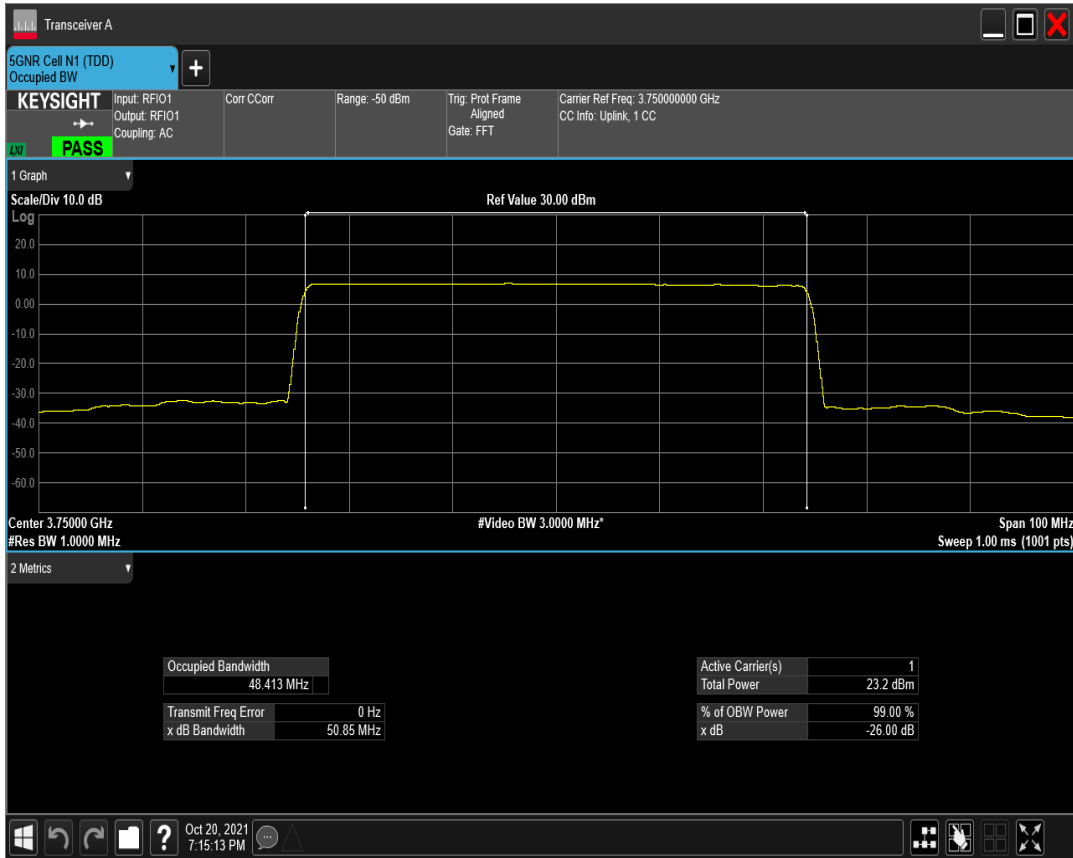 Transceiver A
5GNR Cell N1 (TDD)
Occupied BW
+
KEYSIGHT
LXI
PASS
Input: RFIO1
Output: RFIO1
Coupling: AC
Corr CCorr
Range: -50 dBm
Trig: Prot Frame
Aligned
Gate: FFT
Carrier Ref Freq: 3.750000000 GHz
CC Info: Uplink, 1 CC
1 Graph
Scale/Div 10.0 dB
Ref Value 30.00 dBm
Log
20.0
10.0
0.00
-10.0
-20.0
-30.0
-40.0
-50.0
-60.0
Center 3.75000 GHz
#Video BW 3.0000 MHz*
Span 100 MHz
#Res BW 1.0000 MHz
Sweep 1.00 ms (1001 pts)
2 Metrics
Occupied Bandwidth
48.413 MHz
Transmit Freq Error 0 Hz
x dB Bandwidth 50.85 MHz
Active Carrier(s) 1
Total Power 23.2 dBm
% of OBW Power 99.00 %
x dB -26.00 dB
?
Oct 20, 2021
7:15:13 PM